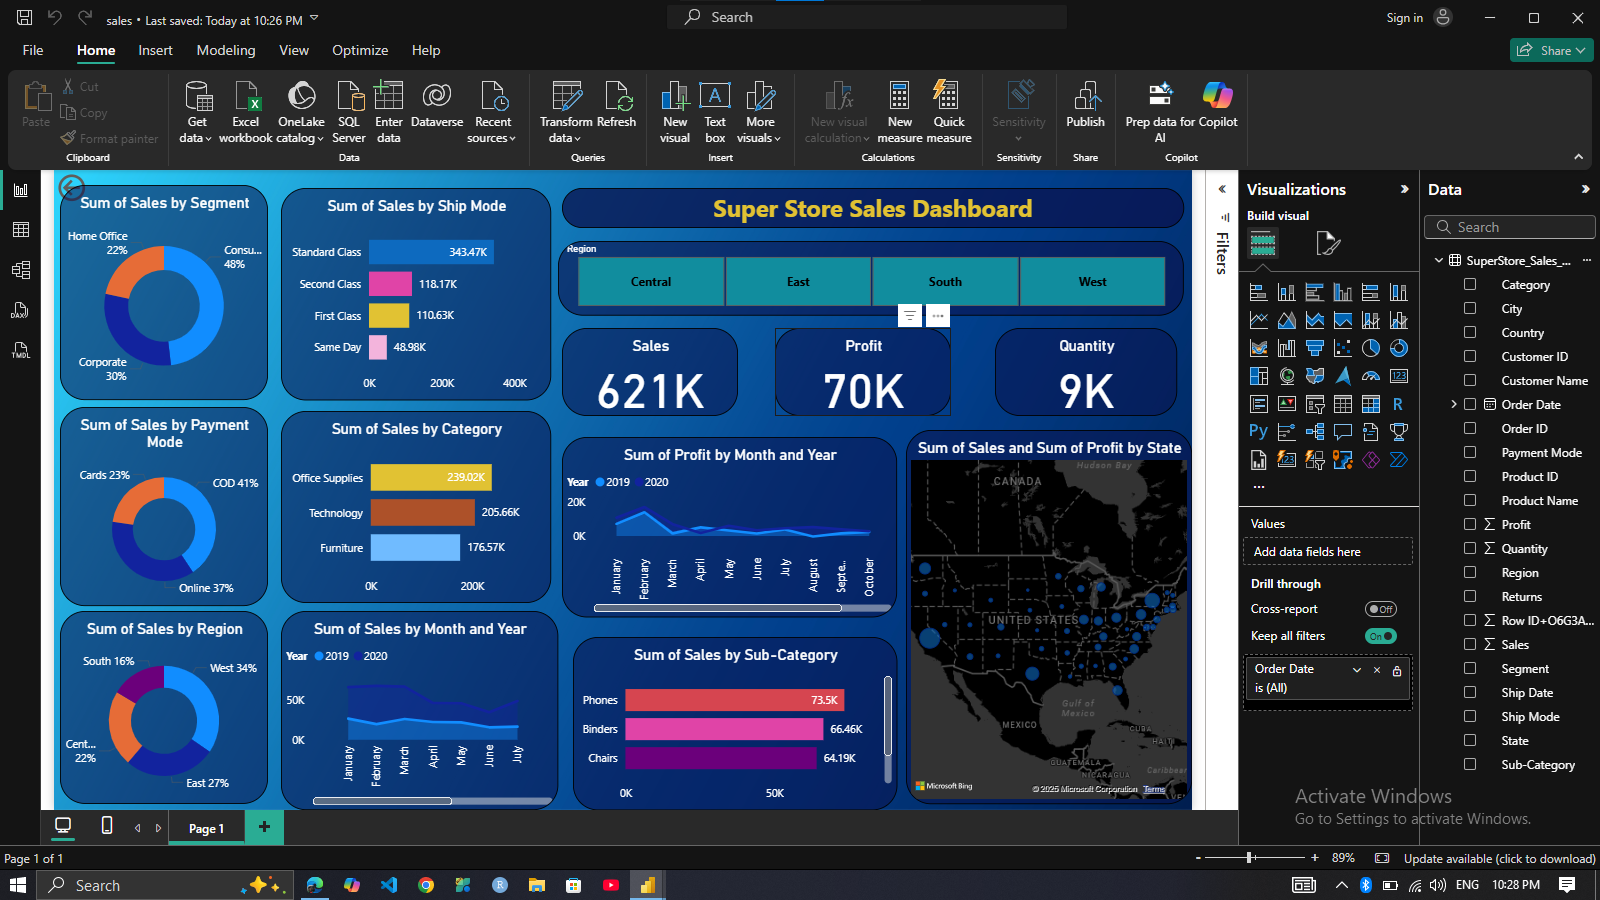 sales • Last saved: Today at 10:26 PM
Search
Sign in
File
Home
Insert
Modeling
View
Optimize
Help
Share
Paste
Cut
Copy
Format painter
Clipboard
Get data
Excel workbook
OneLake catalog
SQL Server
Enter data
Dataverse
Recent sources
Data
Transform data
Refresh
Queries
New visual
Text box
More visuals
Insert
New visual calculation
New measure
Quick measure
Calculations
Sensitivity
Sensitivity
Publish
Share
Prep data for AI
Copilot
Copilot
DAX
TMDL
Sum of Sales by Segment
Home Office
22%
Consu...
48%
Corporate
30%
Sum of Sales by Ship Mode
Standard Class
343.47K
Second Class
118.17K
First Class
110.63K
Same Day
48.98K
0K
200K
400K
Super Store Sales Dashboard
Region
Central
East
South
West
Sales
621K
Profit
70K
Quantity
9K
Sum of Sales by Payment
Mode
Cards 23%
COD 41%
Online 37%
Sum of Sales by Category
Office Supplies
239.02K
Technology
205.66K
Furniture
176.57K
0K
200K
Sum of Profit by Month and Year
Year
2019
2020
20K
0K
January
February
March
April
May
June
July
August
Septe...
October
Sum of Sales and Sum of Profit by State
Hudson Bay
CANADA
UNITED STATES
Gulf of
Mexico
MEXICO
CUBA
HAITI
GUATEMALA
NICARAGUA
Caribbean
VEN
Microsoft Bing
© 2025 Microsoft Corporation
Terms
Sum of Sales by Region
South 16%
West 34%
Cent...
22%
East 27%
Sum of Sales by Month and Year
Year
2019
2020
50K
0K
January
February
March
April
May
June
July
Sum of Sales by Sub-Category
Phones
73.5K
Binders
66.46K
Chairs
64.19K
0K
50K
Filters
Visualizations
Build visual
123
R
Py
123
...
Values
Add data fields here
Drill through
Cross-report
Off
Keep all filters
On
Order Date
is (All)
Data
Search
SuperStore_Sales_...
Category
City
Country
Customer ID
Customer Name
Order Date
Order ID
Payment Mode
Product ID
Product Name
Profit
Quantity
Region
Returns
Row ID+O6G3A...
Sales
Segment
Ship Date
Ship Mode
State
Sub-Category
Activate Windows
Go to Settings to activate Windows.
Page 1
Page 1 of 1
- + 89%
Update available (click to download)
Search
ENG
10:28 PM